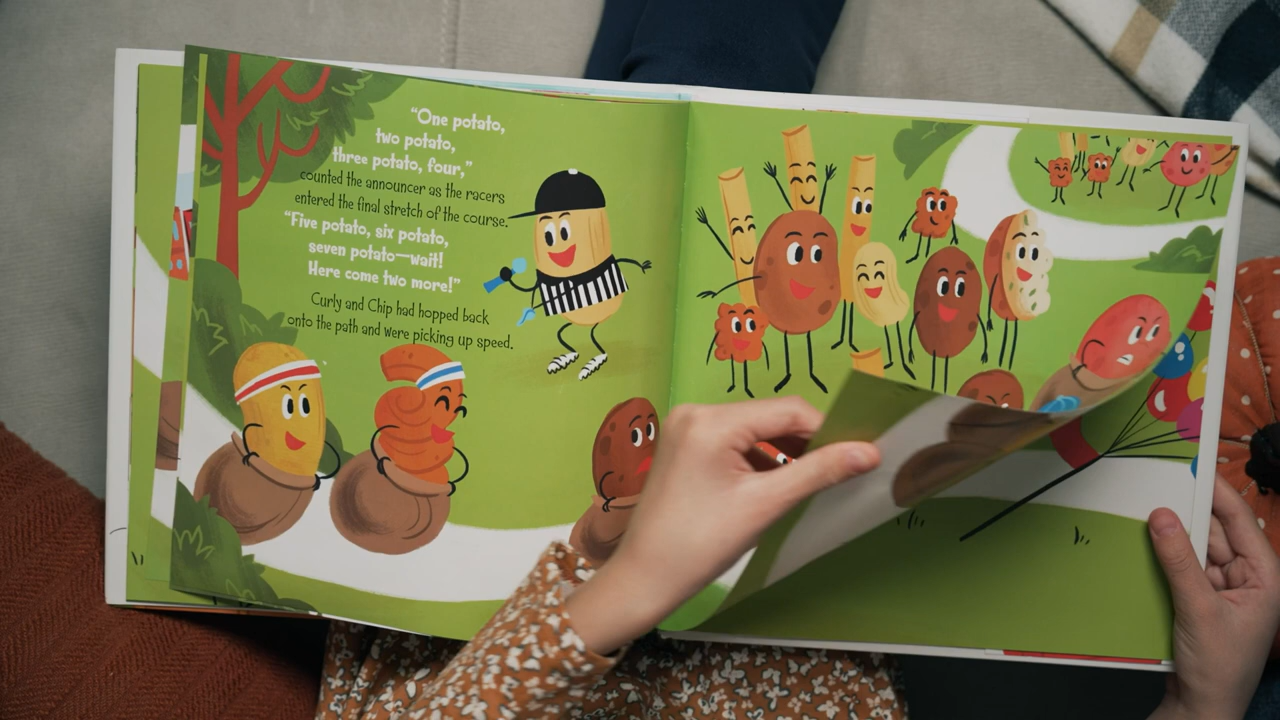 “One potato,
two potato,
three potato, four,”
counted the announcer as the racers
entered the final stretch of the course.
“Five potato, six potato,
seven potato—wait!
Here come two more!”
Curly and Chip had hopped back
onto the path and were picking up speed.